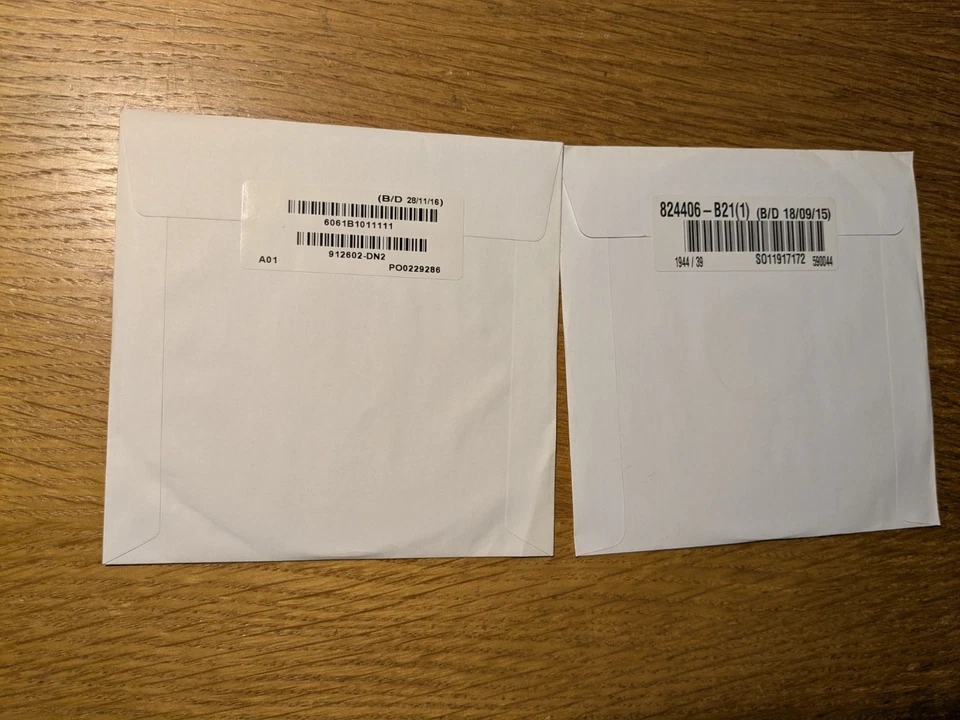 (B/D 28/11/16)
6061B1011111
912602-DN2
A01
PO0229286
824406-B21(1) (B/D 18/09/15)
1944 / 39
SO11917172
590044